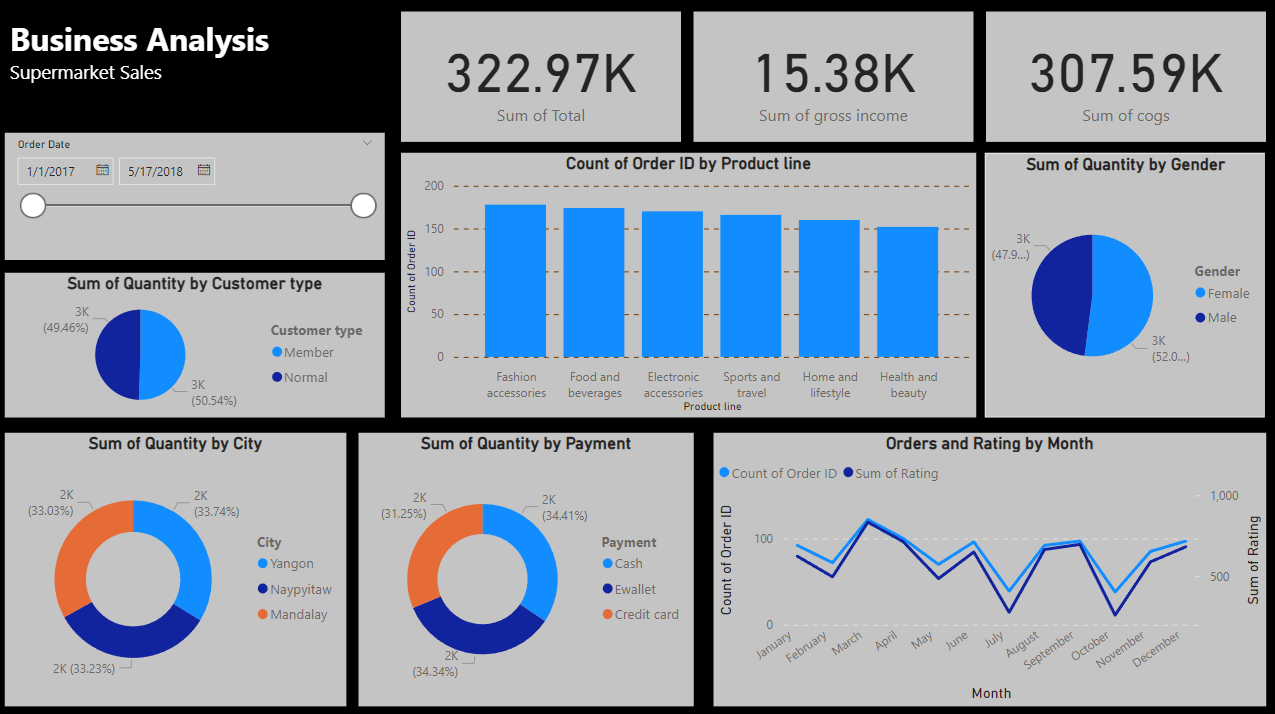 Business Analysis
Supermarket Sales
322.97K
Sum of Total
15.38K
Sum of gross income
307.59K
Sum of cogs
Order Date
1/1/2017
5/17/2018
Sum of Quantity by Customer type
3K
(49.46%)
3K
(50.54%)
Customer type
Member
Normal
Count of Order ID by Product line
Count of Order ID
200
150
100
50
0
Fashion
accessories
Food and
beverages
Electronic
accessories
Sports and
travel
Home and
lifestyle
Health and
beauty
Product line
Sum of Quantity by Gender
3K
(47.9...)
3K
(52.0...)
Gender
Female
Male
Sum of Quantity by City
2K
(33.03%)
2K
(33.74%)
2K (33.23%)
City
Yangon
Naypyitaw
Mandalay
Sum of Quantity by Payment
2K
(31.25%)
2K
(34.41%)
2K
(34.34%)
Payment
Cash
Ewallet
Credit card
Orders and Rating by Month
Count of Order ID
Sum of Rating
Count of Order ID
100
0
1,000
500
Sum of Rating
January
February
March
April
May
June
July
August
September
October
November
December
Month